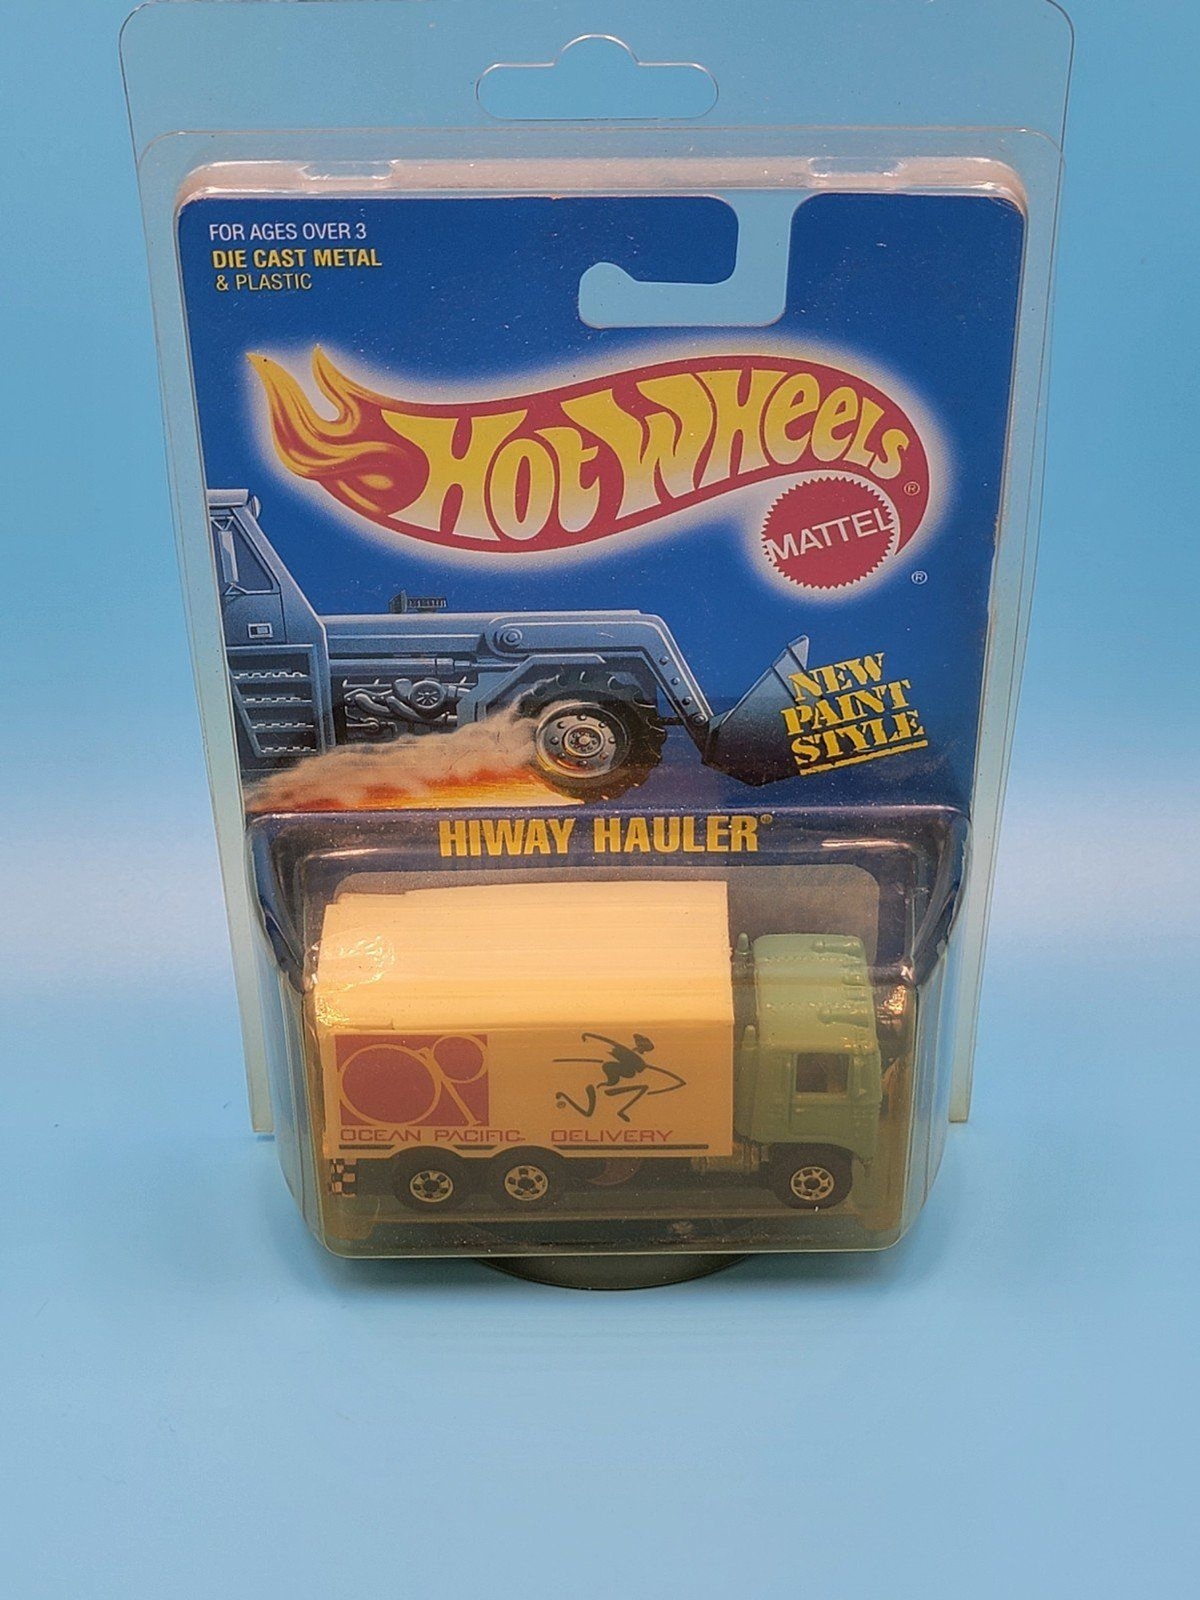 FOR AGES OVER 3
DIE CAST METAL
& PLASTIC
HOT WHEELS ®
MATTEL
®
NEW
PAINT
STYLE
HIWAY HAULER®
OP
OCEAN PACIFIC DELIVERY